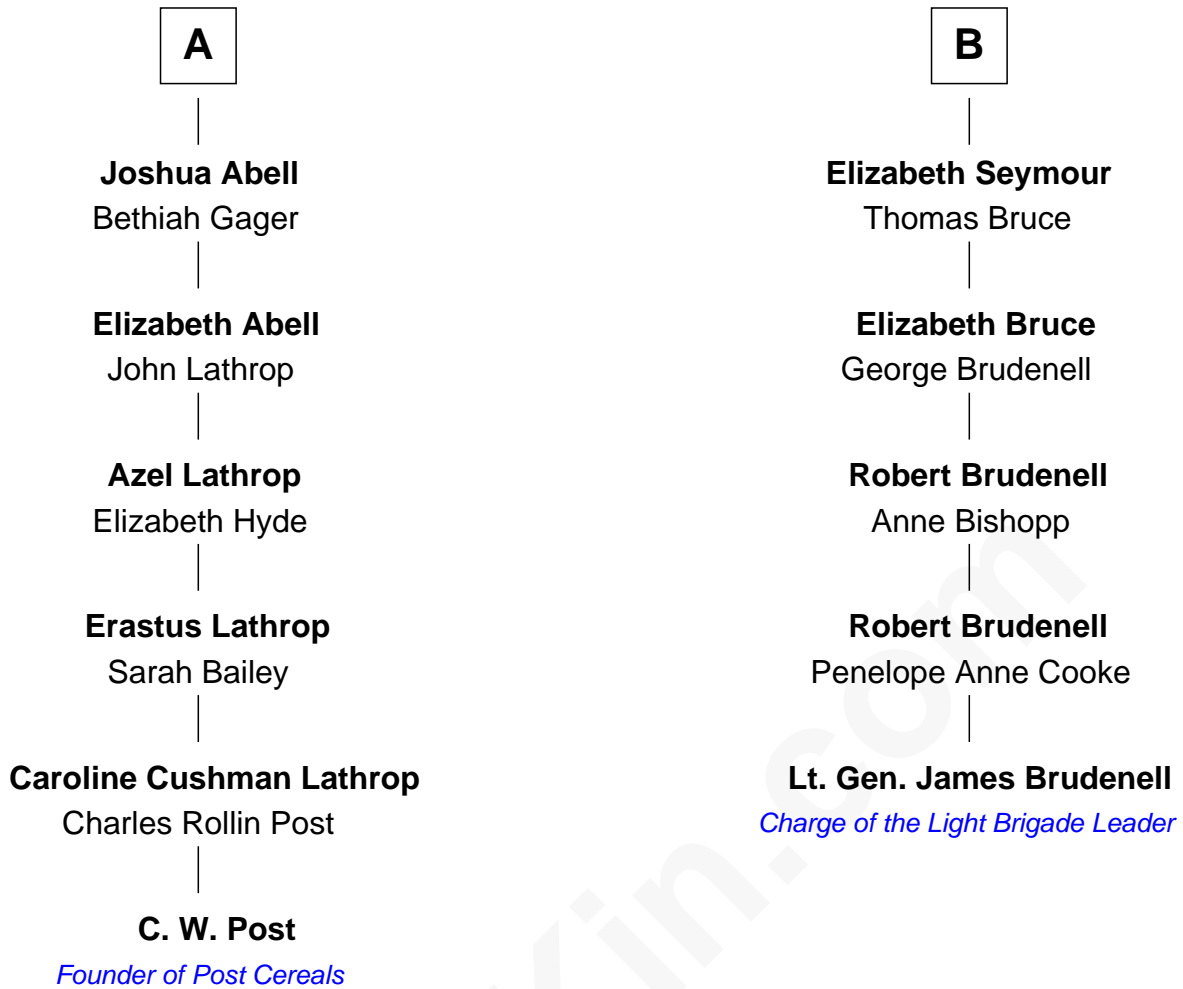 A
Joshua Abell
Bethiah Gager
Elizabeth Abell
John Lathrop
Azel Lathrop
Elizabeth Hyde
Erastus Lathrop
Sarah Bailey
Caroline Cushman Lathrop
Charles Rollin Post
C. W. Post
Founder of Post Cereals
B
Elizabeth Seymour
Thomas Bruce
Elizabeth Bruce
George Brudenell
Robert Brudenell
Anne Bishopp
Robert Brudenell
Penelope Anne Cooke
Lt. Gen. James Brudenell
Charge of the Light Brigade Leader
Kin.com